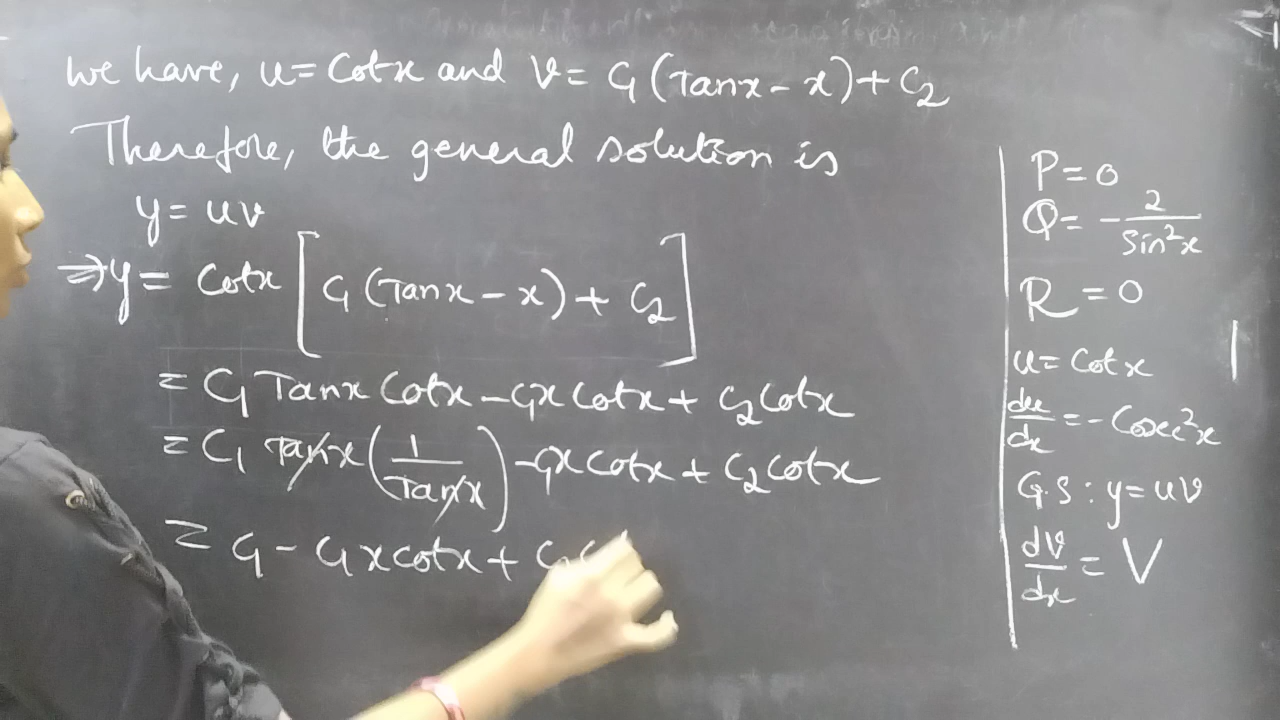 We have, u = Cotx and v = C₁(Tanx - x) + C₂
Therefore, the general solution is
y = uv
⇒ y = Cotx [C₁(Tanx - x) + C₂]
= C₁ Tanx Cotx - C₁x Cotx + C₂ Cotx
= C₁ Tanx (1/Tanx) - C₁x Cotx + C₂ Cotx
= C₁ - C₁ x Cotx + C₂
P = 0
Q = -2/Sin²x
R = 0
u = Cotx
du/dx = -Cosec²x
G.S : y = uv
dv/dx = V